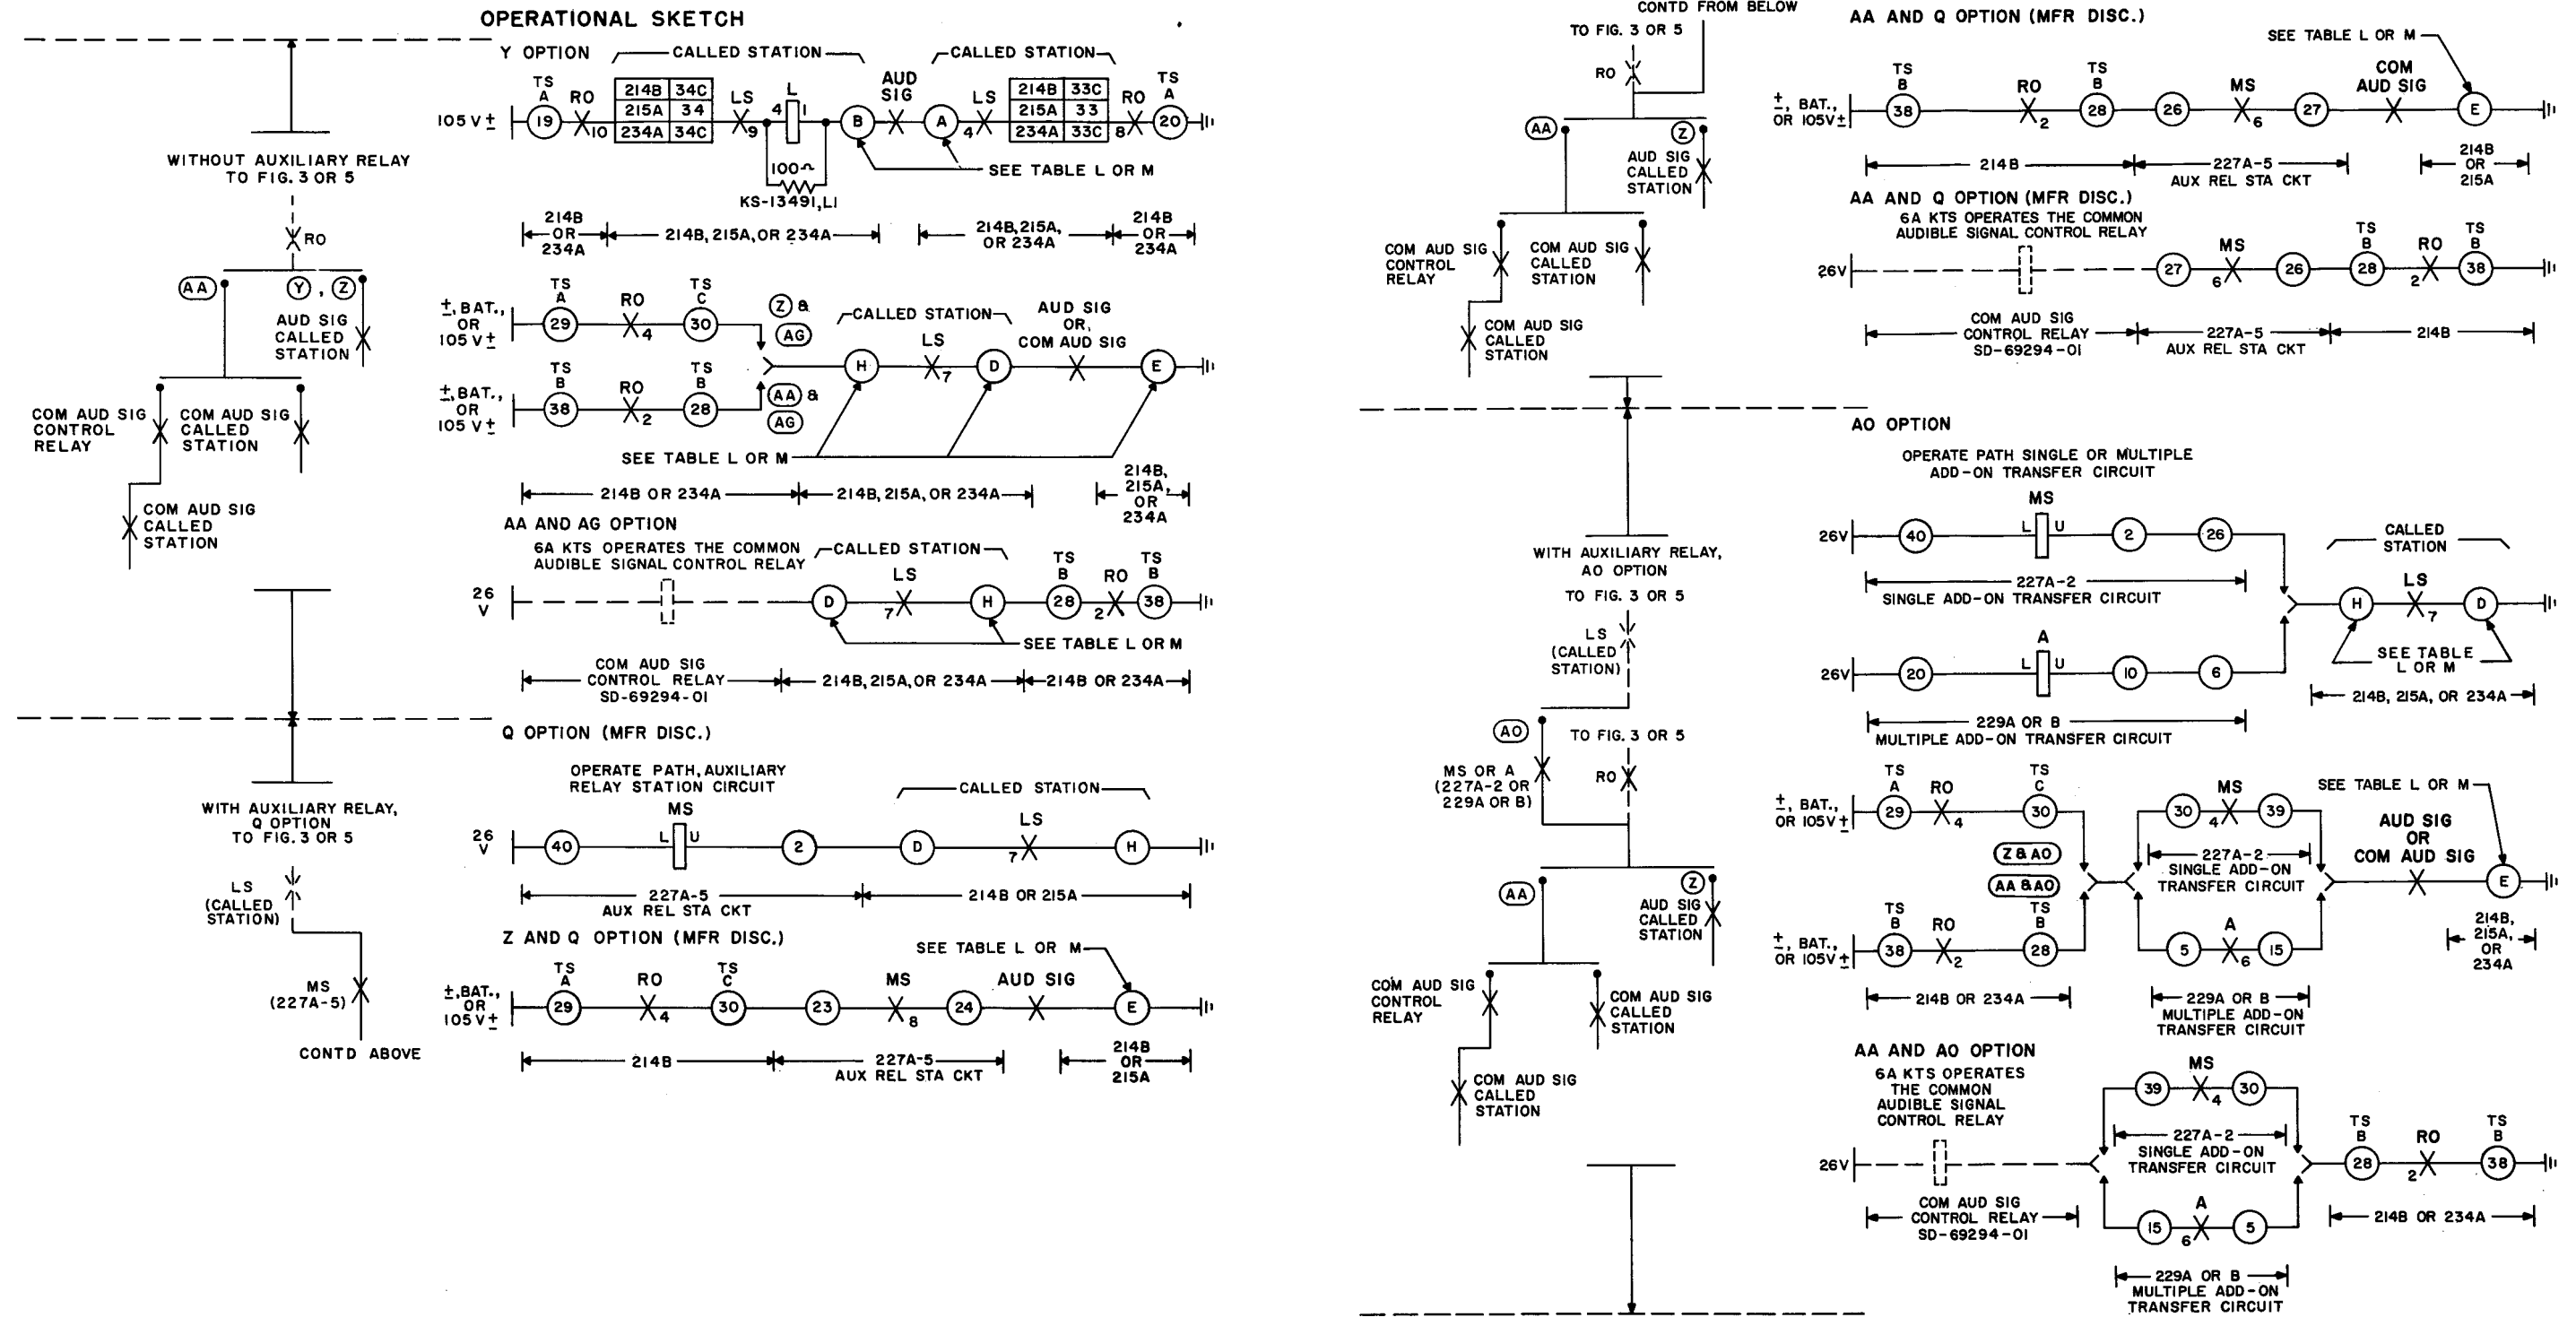 OPERATIONAL SKETCH
WITHOUT AUXILIARY RELAY
TO FIG. 3 OR 5
RO
AA
Y , Z
AUD SIG
CALLED
STATION
COM AUD SIG
CONTROL
RELAY
COM AUD SIG
CALLED
STATION
COM AUD SIG
CALLED
STATION
WITH AUXILIARY RELAY,
Q OPTION
TO FIG. 3 OR 5
LS
(CALLED
STATION)
MS
(227A-5)
CONTD ABOVE
Y OPTION
CALLED STATION
CALLED STATION
TS A RO
214B 34C
215A 34
234A 34C
LS L AUD SIG LS
214B 33C
215A 33
234A 33C
RO TS A
105 V ± 19 10 9 4 1 B A 4 8 20
100 Ω
KS-13491, L1
SEE TABLE L OR M
214B
OR
234A
214B, 215A, OR 234A
214B, 215A,
OR 234A
214B
OR
234A
±, BAT.,
OR
105 V ±
TS A RO TS C
29 4 30
Z &
AG
CALLED STATION
AUD SIG
OR,
COM AUD SIG
H LS 7 D E
±, BAT.,
OR
105 V ±
TS B RO TS B
38 2 28
AA &
AG
SEE TABLE L OR M
214B OR 234A
214B, 215A, OR 234A
214B,
215A,
OR
234A
AA AND AG OPTION
6A KTS OPERATES THE COMMON
AUDIBLE SIGNAL CONTROL RELAY
CALLED STATION
LS TS B RO TS B
26
V
D 7 H 28 2 38
SEE TABLE L OR M
COM AUD SIG
CONTROL RELAY
SD-69294-01
214B, 215A, OR 234A
214B OR 234A
Q OPTION (MFR DISC.)
OPERATE PATH, AUXILIARY
RELAY STATION CIRCUIT
CALLED STATION
MS LS
26
V
40 L U 2 D 7 H
227A-5
AUX REL STA CKT
214B OR 215A
Z AND Q OPTION (MFR DISC.)
SEE TABLE L OR M
TS A RO TS C MS AUD SIG
±, BAT.,
OR
105 V ±
29 4 30 23 8 24 E
214B
227A-5
AUX REL STA CKT
214B
OR
215A
CONTD FROM BELOW
TO FIG. 3 OR 5
RO
AA
Z
AUD SIG
CALLED
STATION
COM AUD SIG
CONTROL
RELAY
COM AUD SIG
CALLED
STATION
COM AUD SIG
CALLED
STATION
WITH AUXILIARY RELAY,
AO OPTION
TO FIG. 3 OR 5
LS
(CALLED
STATION)
AO
TO FIG. 3 OR 5
MS OR A
(227A-2 OR
229A OR B)
RO
AA
Z
AUD SIG
CALLED
STATION
COM AUD SIG
CONTROL
RELAY
COM AUD SIG
CALLED
STATION
COM AUD SIG
CALLED
STATION
AA AND Q OPTION (MFR DISC.)
SEE TABLE L OR M
TS B RO TS B MS COM AUD SIG
±, BAT.,
OR 105V ±
38 2 28 26 6 27 E
214B
227A-5
AUX REL STA CKT
214B
OR
215A
AA AND Q OPTION (MFR DISC.)
6A KTS OPERATES THE COMMON
AUDIBLE SIGNAL CONTROL RELAY
MS TS B RO TS B
26V 27 6 26 28 2 38
COM AUD SIG
CONTROL RELAY
SD-69294-01
227A-5
AUX REL STA CKT
214B
AO OPTION
OPERATE PATH SINGLE OR MULTIPLE
ADD-ON TRANSFER CIRCUIT
MS
26V 40 L U 2 26
227A-2
SINGLE ADD-ON TRANSFER CIRCUIT
CALLED
STATION
LS
H 7 D
A
26V 20 L U 10 6
SEE TABLE
L OR M
229A OR B
MULTIPLE ADD-ON TRANSFER CIRCUIT
214B, 215A, OR 234A
TS A RO TS C MS
SEE TABLE L OR M
±, BAT.,
OR 105V ±
29 4 30 30 4 39
AUD SIG
OR
COM AUD SIG
Z & AO
AA & AO
227A-2
SINGLE ADD-ON
TRANSFER CIRCUIT
E
TS B RO TS B A
±, BAT.,
OR 105V ±
38 2 28 5 6 15
214B,
215A,
OR
234A
214B OR 234A
229A OR B
MULTIPLE ADD-ON
TRANSFER CIRCUIT
AA AND AO OPTION
6A KTS OPERATES
THE COMMON
AUDIBLE SIGNAL
CONTROL RELAY
MS
39 4 30
227A-2
SINGLE ADD-ON
TRANSFER CIRCUIT
TS B RO TS B
26V 28 2 38
COM AUD SIG
CONTROL RELAY
SD-69294-01
A
15 6 5
214B OR 234A
229A OR B
MULTIPLE ADD-ON
TRANSFER CIRCUIT